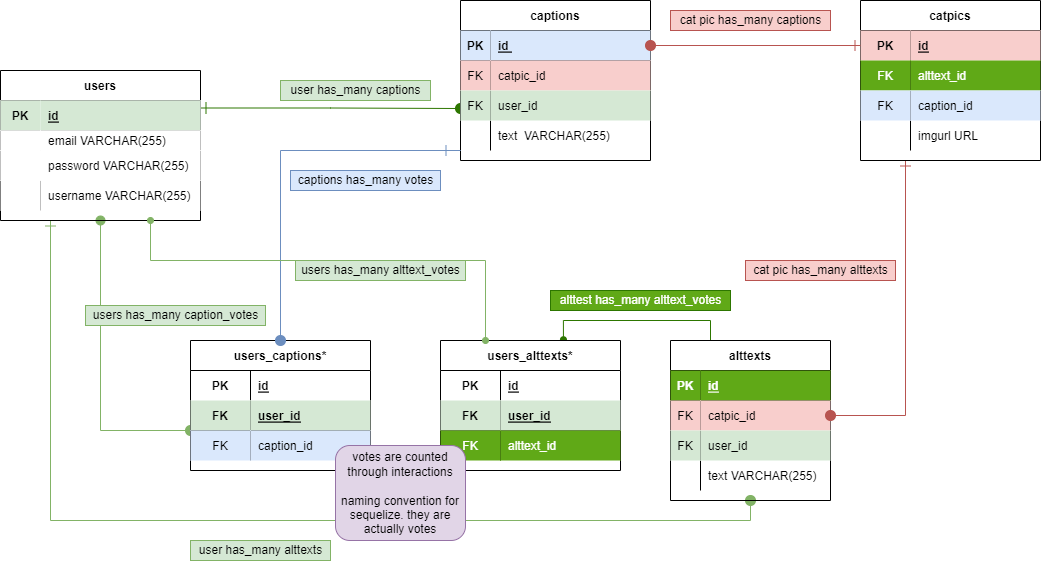 captions
PK id
FK catpic_id
FK user_id
text VARCHAR(255)
cat pic has_many captions
catpics
PK id
FK alttext_id
FK caption_id
imgurl URL
users
PK id
email VARCHAR(255)
password VARCHAR(255)
username VARCHAR(255)
user has_many captions
captions has_many votes
users has_many alttext_votes
cat pic has_many alttexts
users has_many caption_votes
alttest has_many alttext_votes
users_captions*
PK id
FK user_id
FK caption_id
users_alttexts*
PK id
FK user_id
FK alttext_id
alttexts
PK id
FK catpic_id
FK user_id
text VARCHAR(255)
votes are counted
through interactions
naming convention for
sequelize. they are
actually votes
user has_many alttexts